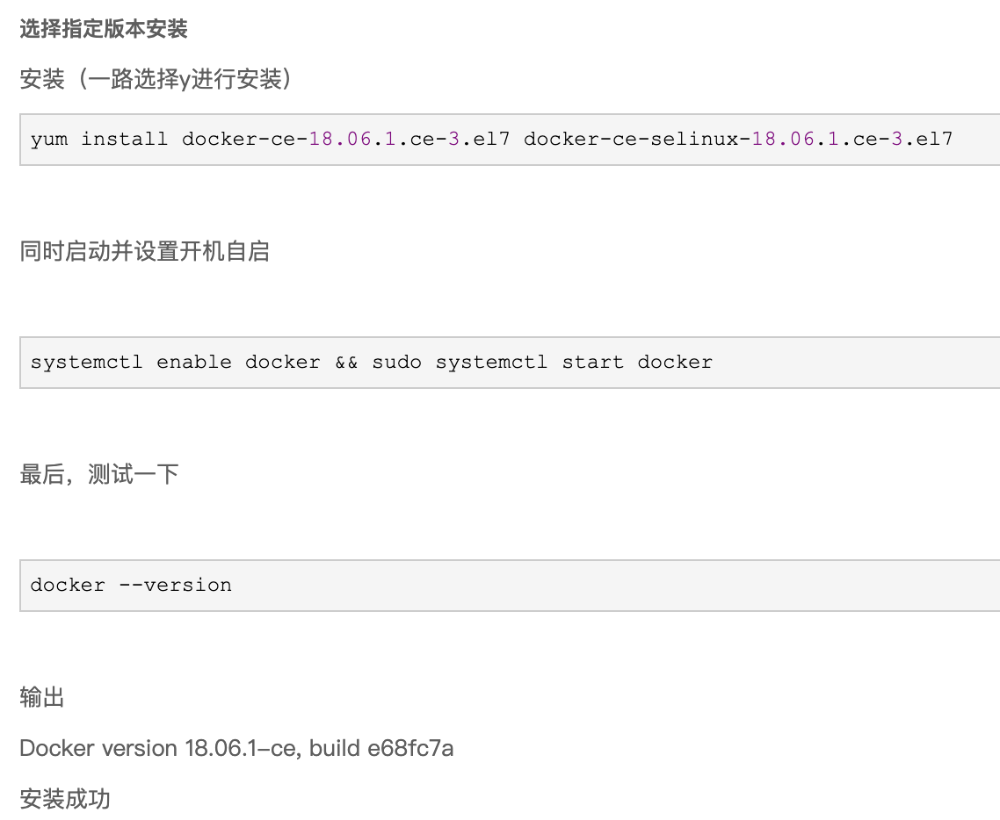 选择指定版本安装
安装（一路选择y进行安装）
yum install docker-ce-18.06.1.ce-3.el7 docker-ce-selinux-18.06.1.ce-3.el7
同时启动并设置开机自启
systemctl enable docker && sudo systemctl start docker
最后，测试一下
docker --version
输出
Docker version 18.06.1–ce, build e68fc7a
安装成功